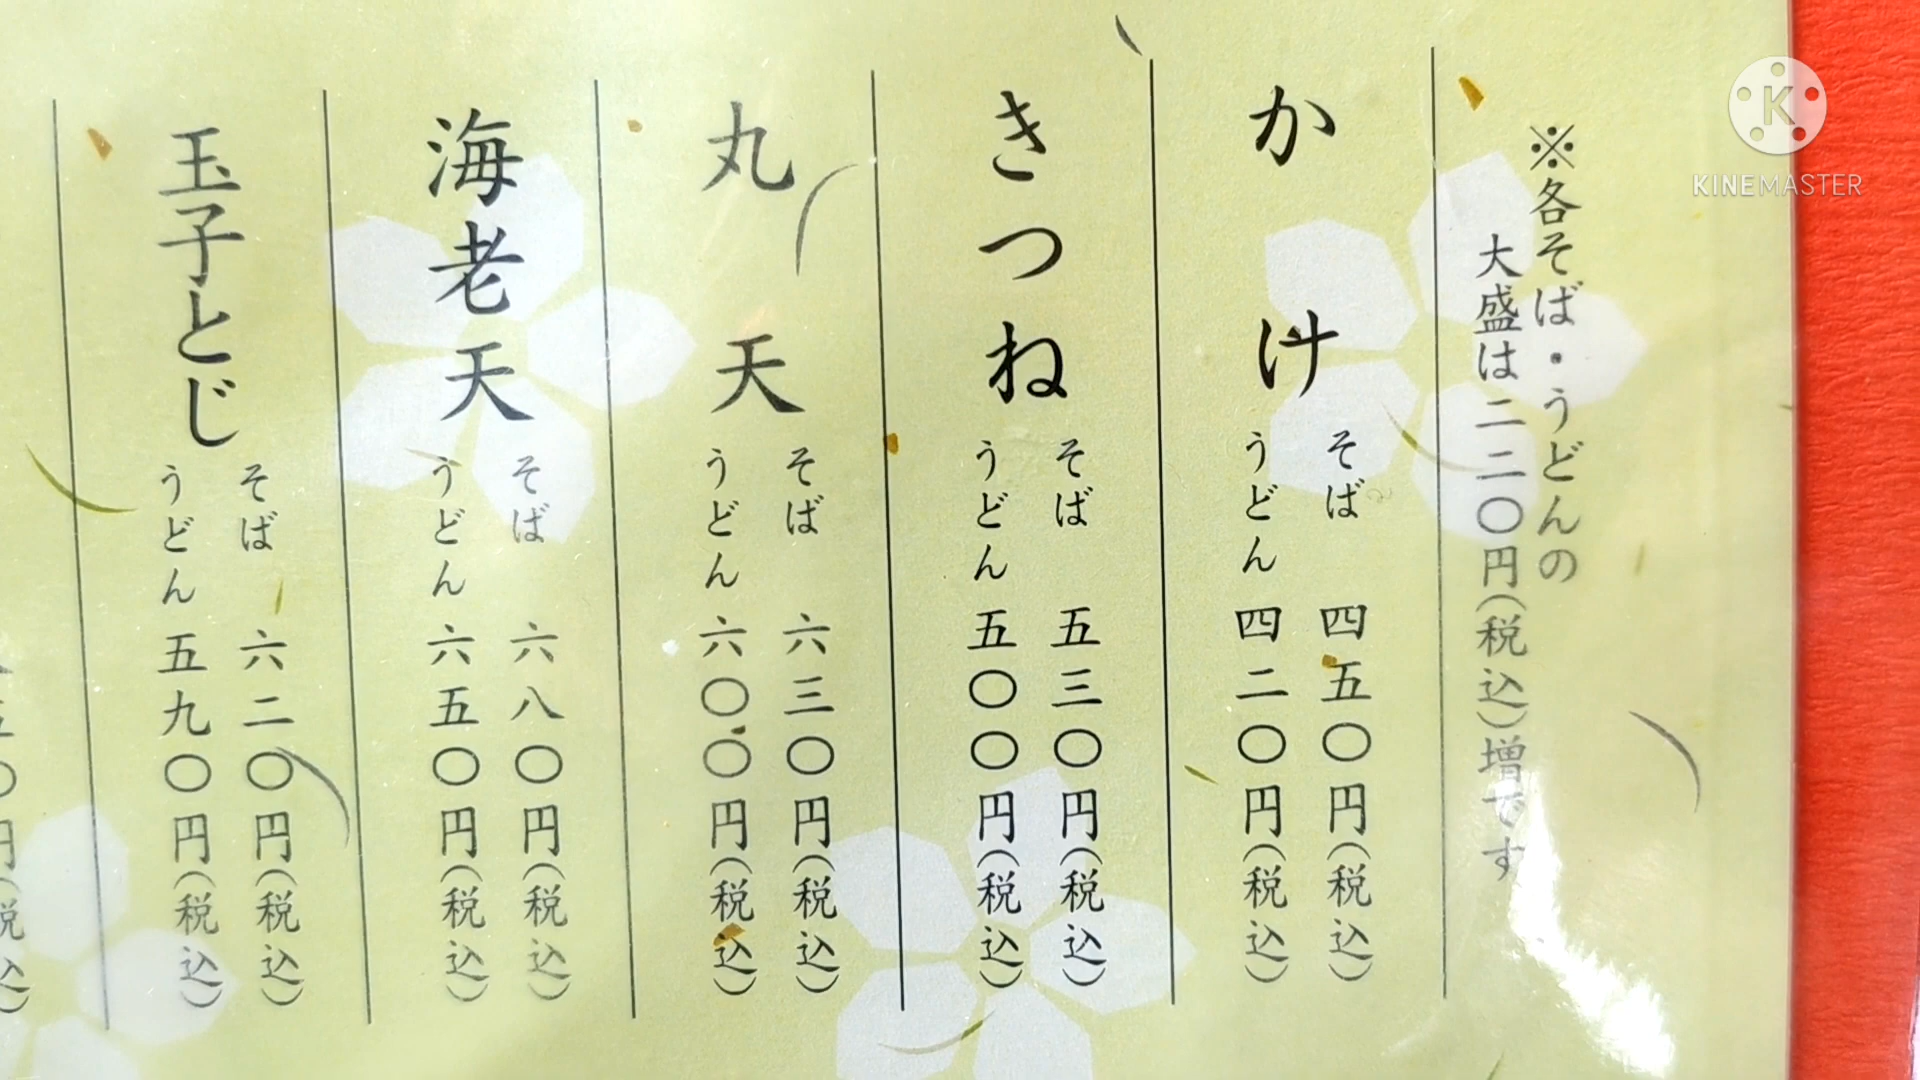 ※各そば・うどんの
大盛は二二〇円(税込)増です
かけ
そば 四五〇円(税込)
うどん 四二〇円(税込)
きつね
そば 五三〇円(税込)
うどん 五〇〇円(税込)
丸天
そば 六三〇円(税込)
うどん 六〇〇円(税込)
海老天
そば 六八〇円(税込)
うどん 六五〇円(税込)
玉子とじ
そば 六二〇円(税込)
うどん 五九〇円(税込)
KINEMASTER